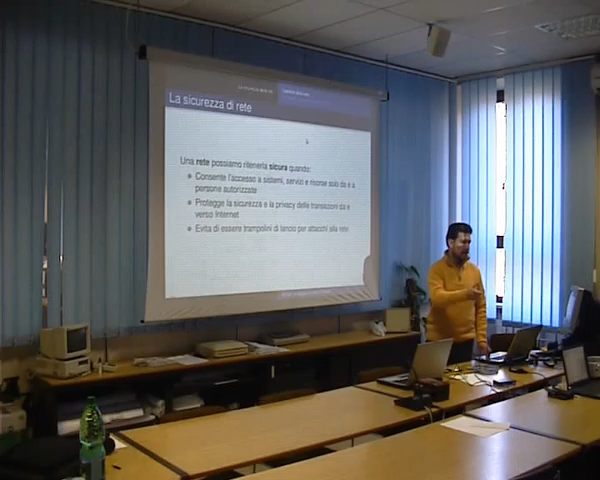 La sicurezza di rete
Una rete possiamo ritenerla sicura quando:
Consente l'accesso a sistemi, servizi e risorse solo da e a
persone autorizzate
Protegge la sicurezza e la privacy delle transazioni da e
verso Internet
Evita di essere trampolini di lancio per attacchi alla rete